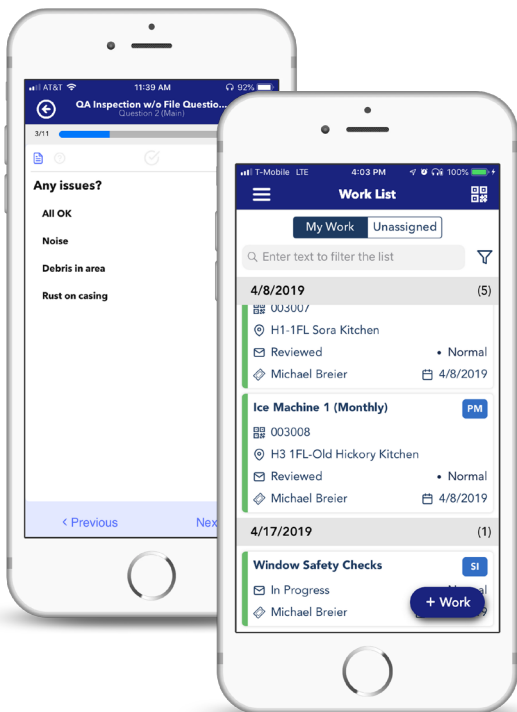 AT&T 11:39 AM 92%
QA Inspection w/o File Questio...
Question 2 (Main)
3/11
Any issues?
All OK
Noise
Debris in area
Rust on casing
< Previous Nex
T-Mobile LTE 4:03 PM 100%
Work List
My Work Unassigned
Enter text to filter the list
4/8/2019 (5)
003007
H1-1FL Sora Kitchen
Reviewed • Normal
Michael Breier 4/8/2019
Ice Machine 1 (Monthly) PM
003008
H3 1FL-Old Hickory Kitchen
Reviewed • Normal
Michael Breier 4/8/2019
4/17/2019 (1)
Window Safety Checks SI
In Progress
Michael Breier
+ Work